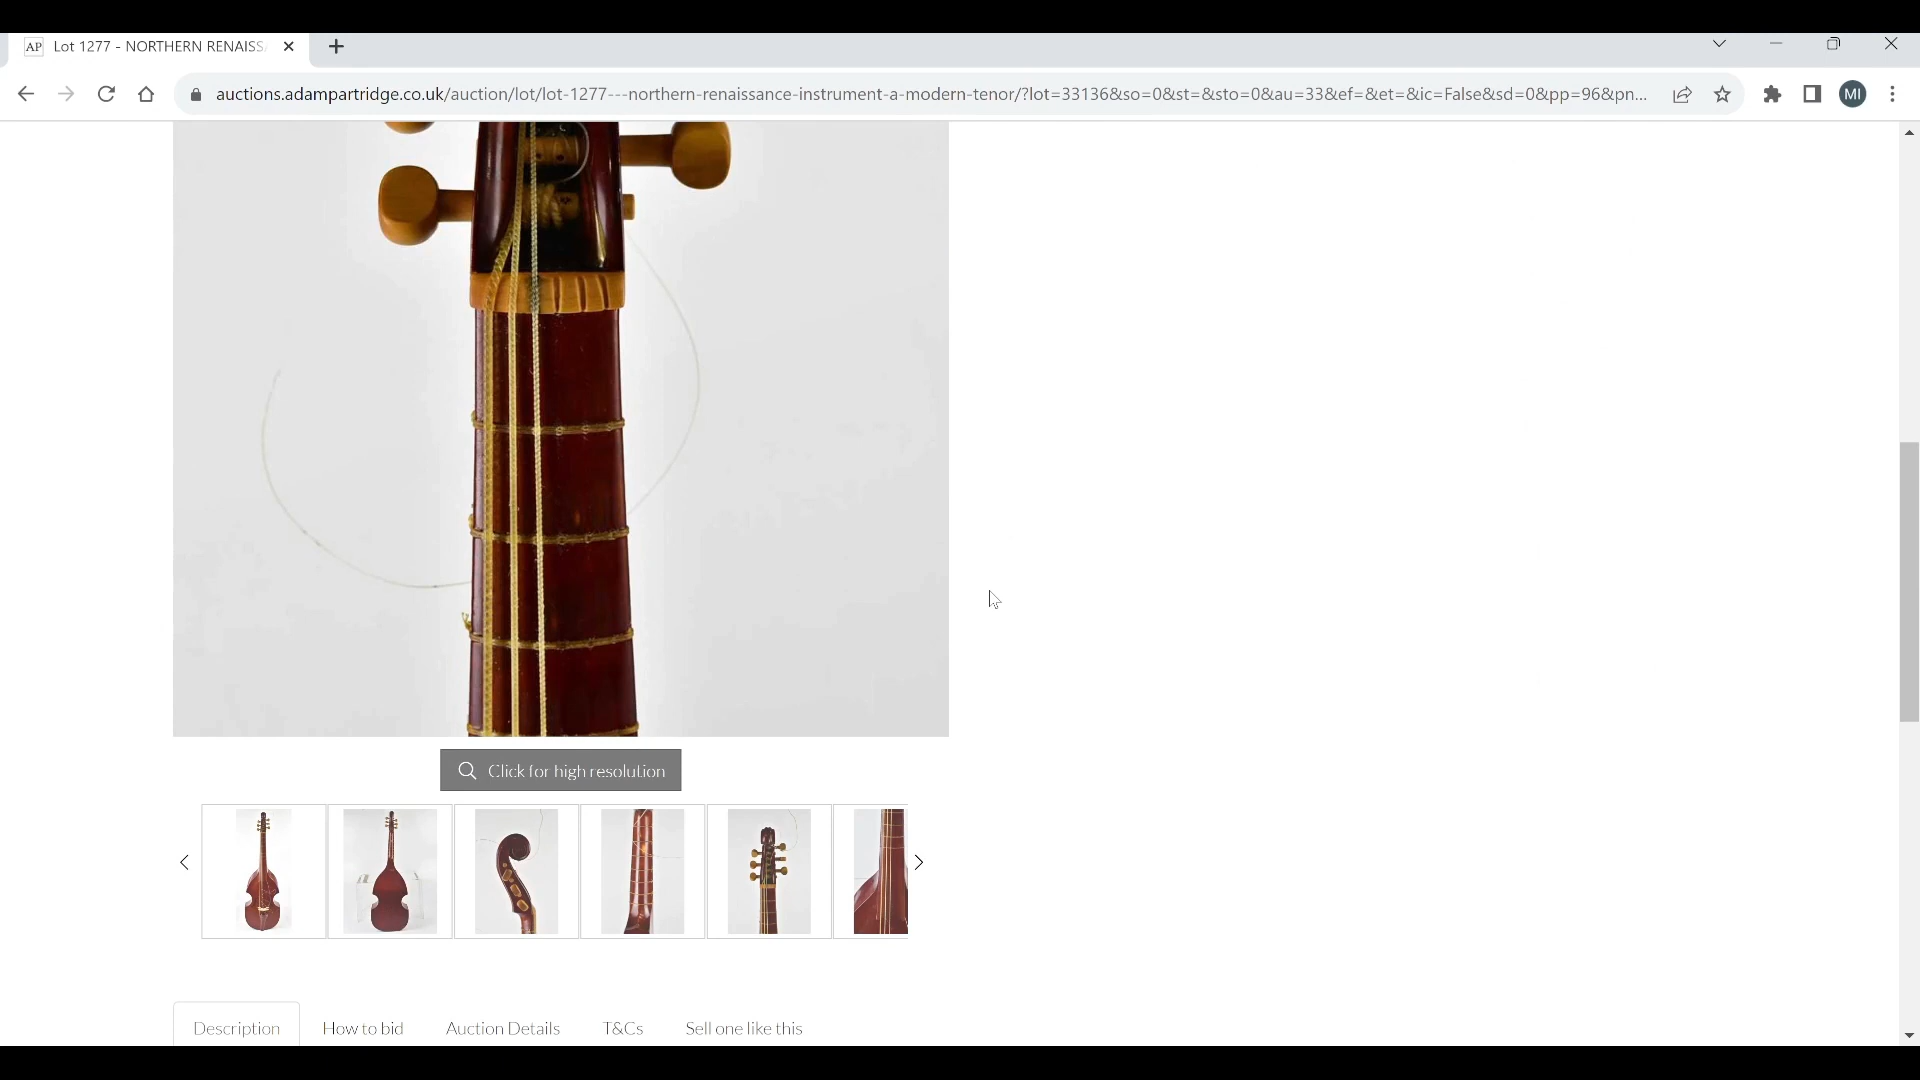 AP Lot 1277 - NORTHERN RENAISS
auctions.adampartridge.co.uk/auction/lot/lot-1277---northern-renaissance-instrument-a-modern-tenor/?lot=33136&so=0&st=&sto=0&au=33&ef=&et=&ic=False&sd=0&pp=96&pn...
MI
Click for high resolution
Description How to bid Auction Details T&Cs Sell one like this